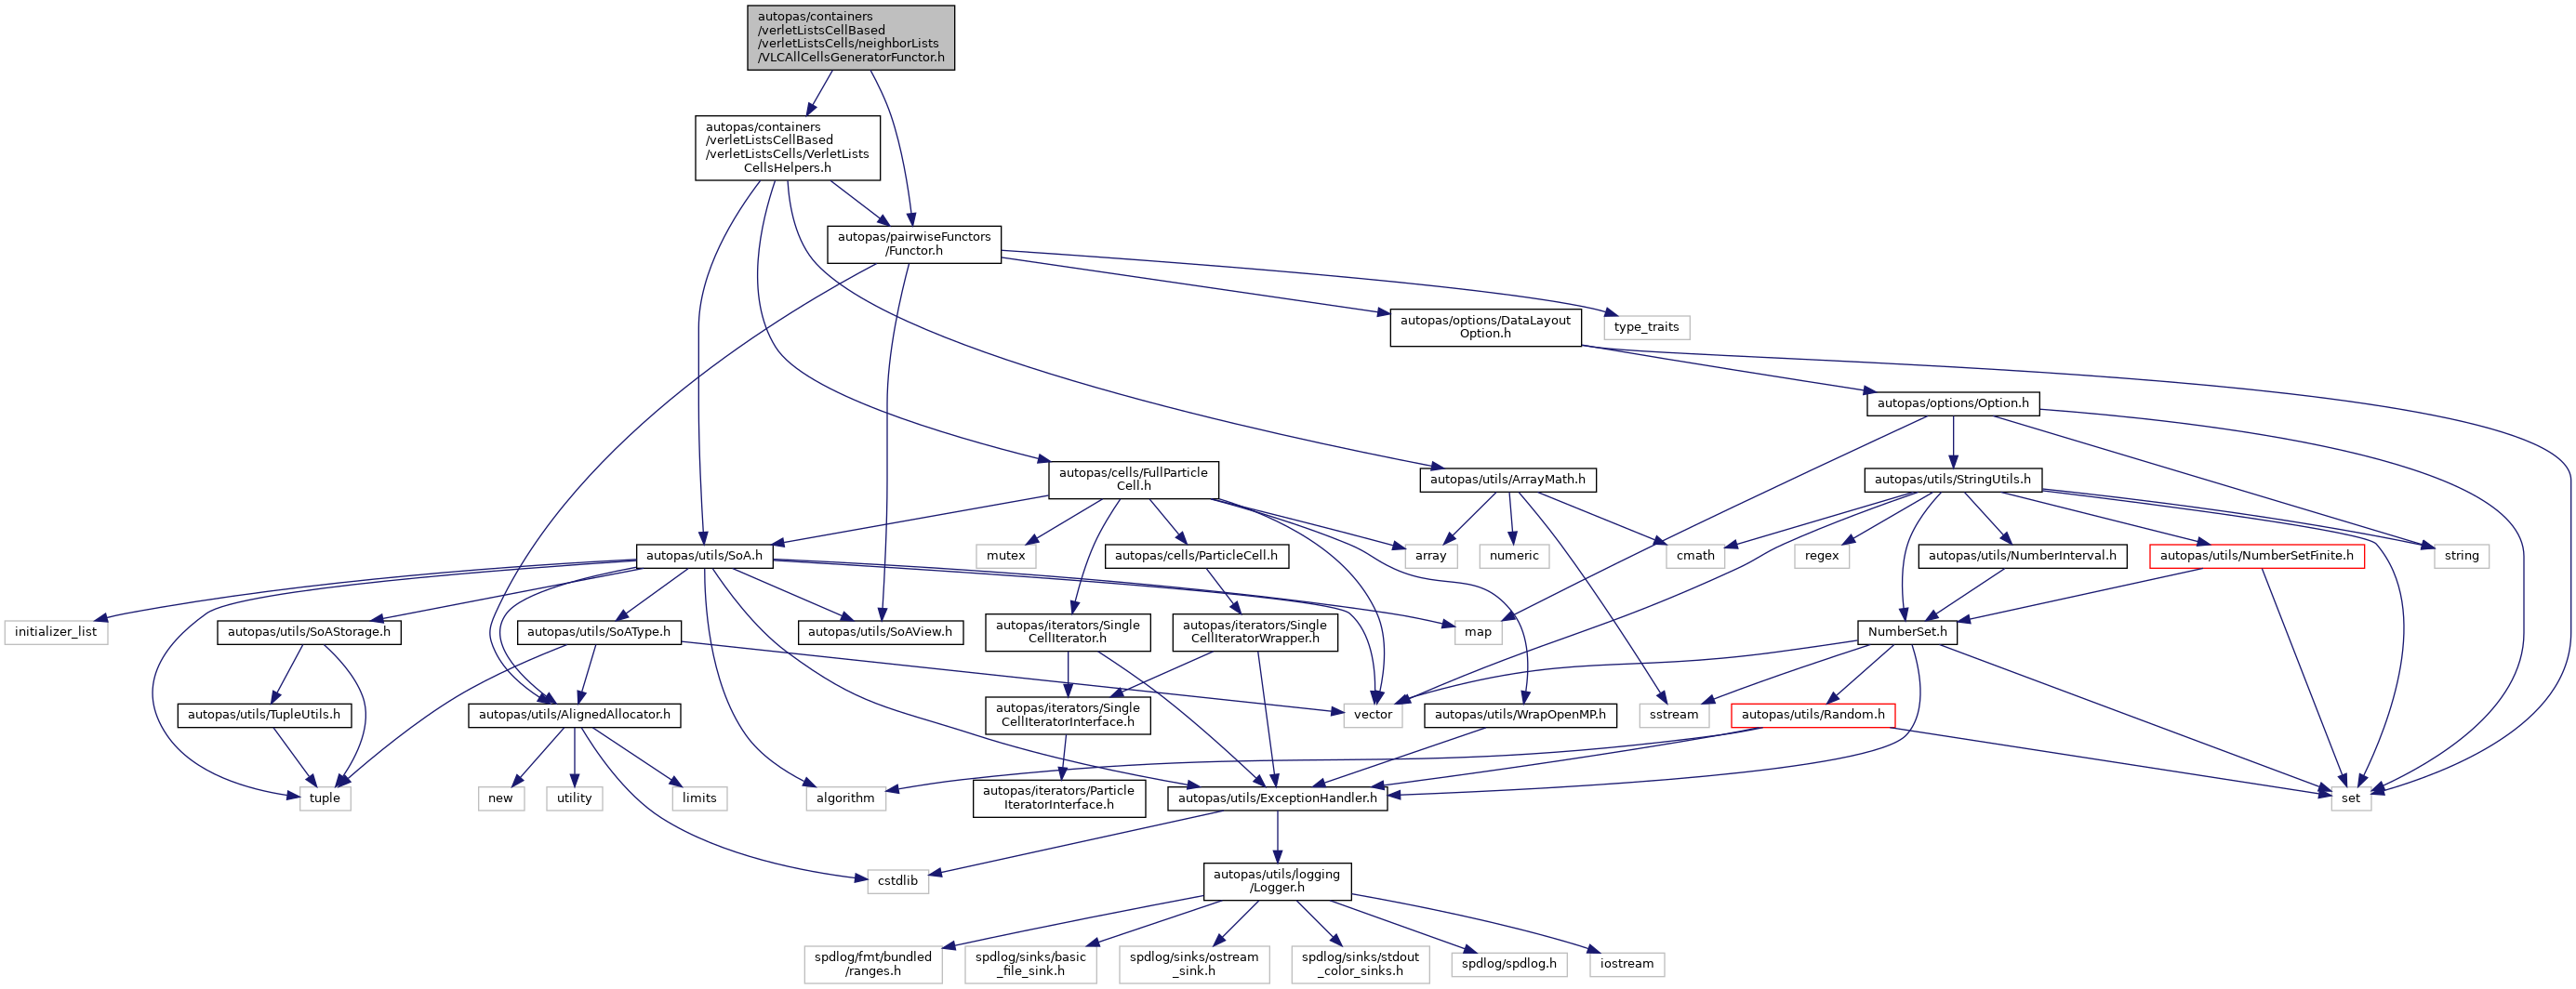 autopas/containers
/verletListsCellBased
/verletListsCells/neighborLists
/VLCAllCellsGeneratorFunctor.h
autopas/containers
/verletListsCellBased
/verletListsCells/VerletLists
CellsHelpers.h
autopas/pairwiseFunctors
/Functor.h
autopas/options/DataLayout
Option.h
type_traits
autopas/options/Option.h
autopas/cells/FullParticle
Cell.h
autopas/utils/ArrayMath.h
autopas/utils/StringUtils.h
autopas/utils/SoA.h
mutex
autopas/cells/ParticleCell.h
array
numeric
cmath
regex
autopas/utils/NumberInterval.h
autopas/utils/NumberSetFinite.h
string
initializer_list
autopas/utils/SoAStorage.h
autopas/utils/SoAType.h
autopas/utils/SoAView.h
autopas/iterators/Single
CellIterator.h
autopas/iterators/Single
CellIteratorWrapper.h
map
NumberSet.h
autopas/utils/TupleUtils.h
autopas/utils/AlignedAllocator.h
autopas/iterators/Single
CellIteratorInterface.h
vector
autopas/utils/WrapOpenMP.h
sstream
autopas/utils/Random.h
tuple
new
utility
limits
algorithm
autopas/iterators/Particle
IteratorInterface.h
autopas/utils/ExceptionHandler.h
set
cstdlib
autopas/utils/logging
/Logger.h
spdlog/fmt/bundled
/ranges.h
spdlog/sinks/basic
_file_sink.h
spdlog/sinks/ostream
_sink.h
spdlog/sinks/stdout
_color_sinks.h
spdlog/spdlog.h
iostream